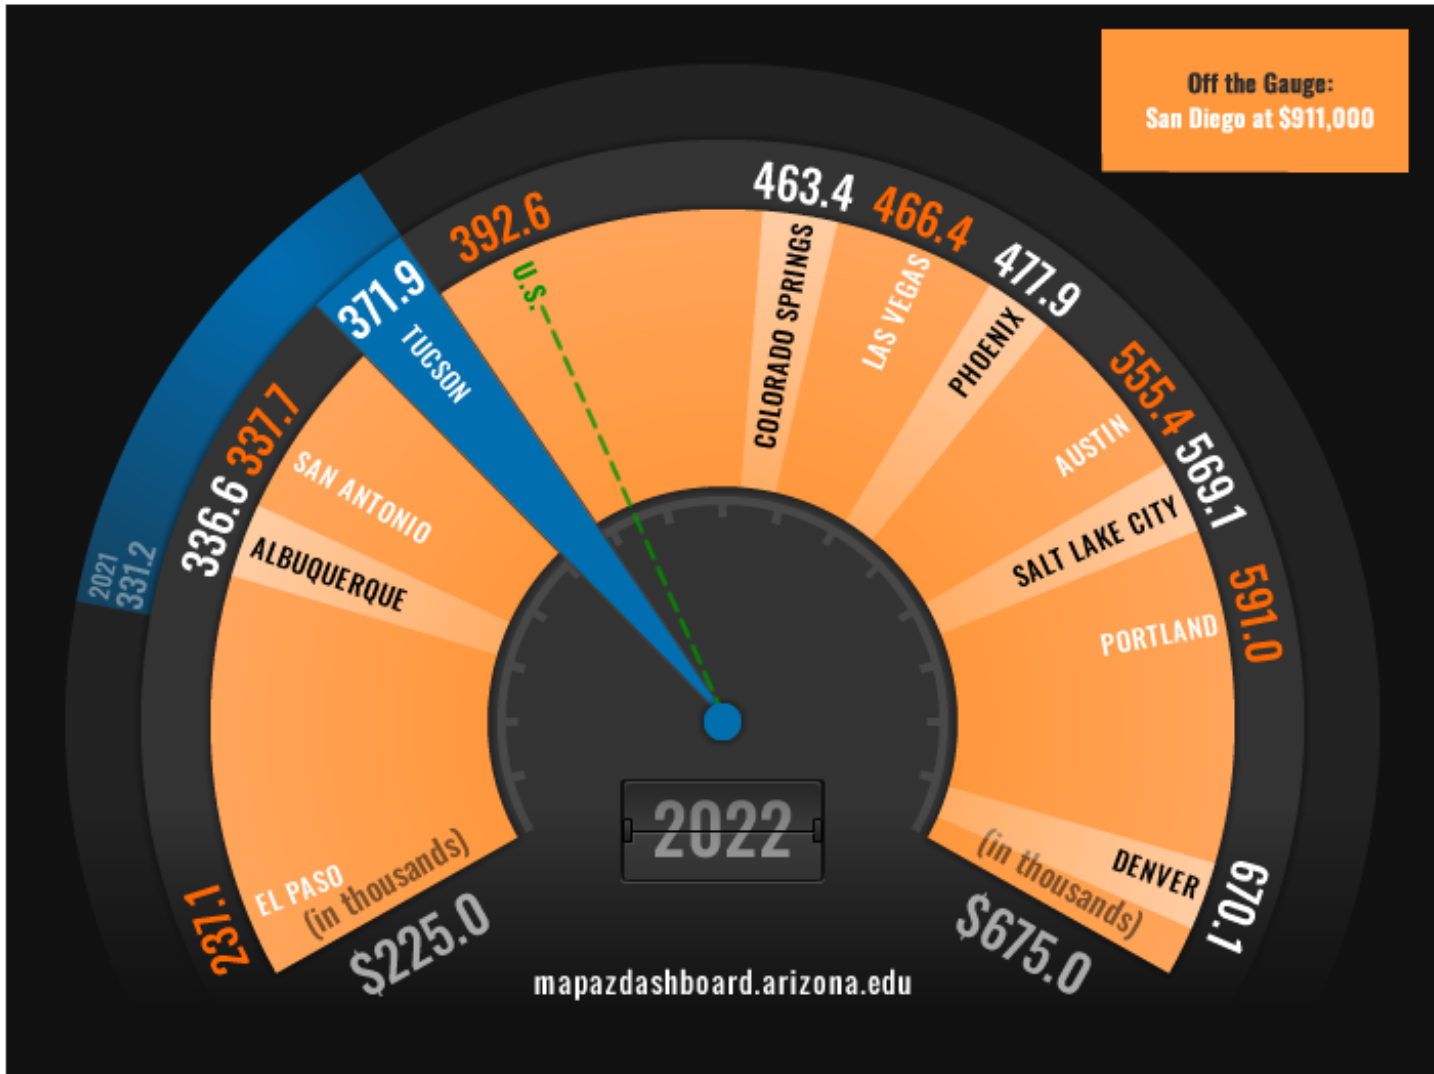 Off the Gauge:
San Diego at $911,000
237.1
EL PASO
336.6
ALBUQUERQUE
337.7
SAN ANTONIO
2021
331.2
371.9
TUCSON
392.6
U.S.
463.4
COLORADO SPRINGS
466.4
LAS VEGAS
477.9
PHOENIX
555.4
AUSTIN
569.1
SALT LAKE CITY
591.0
PORTLAND
670.1
DENVER
(in thousands)
$225.0
2022
(in thousands)
$675.0
mapazdashboard.arizona.edu